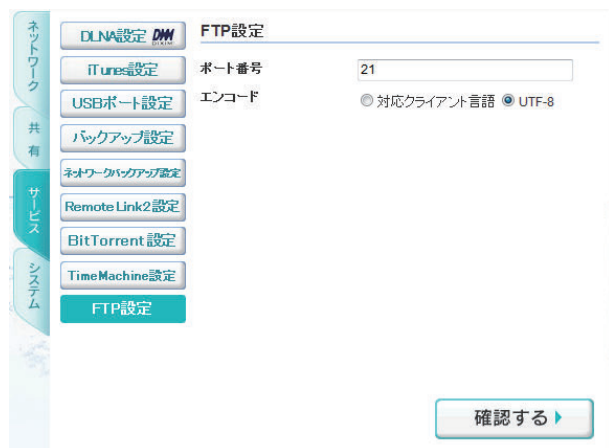 ネットワーク
共有
サービス
システム
DLNA設定 DiXiM
iTunes設定
USBポート設定
バックアップ設定
ネットワークバックアップ設定
Remote Link2設定
BitTorrent設定
TimeMachine設定
FTP設定
FTP設定
ポート番号 21
エンコード 対応クライアント言語 UTF-8
確認する